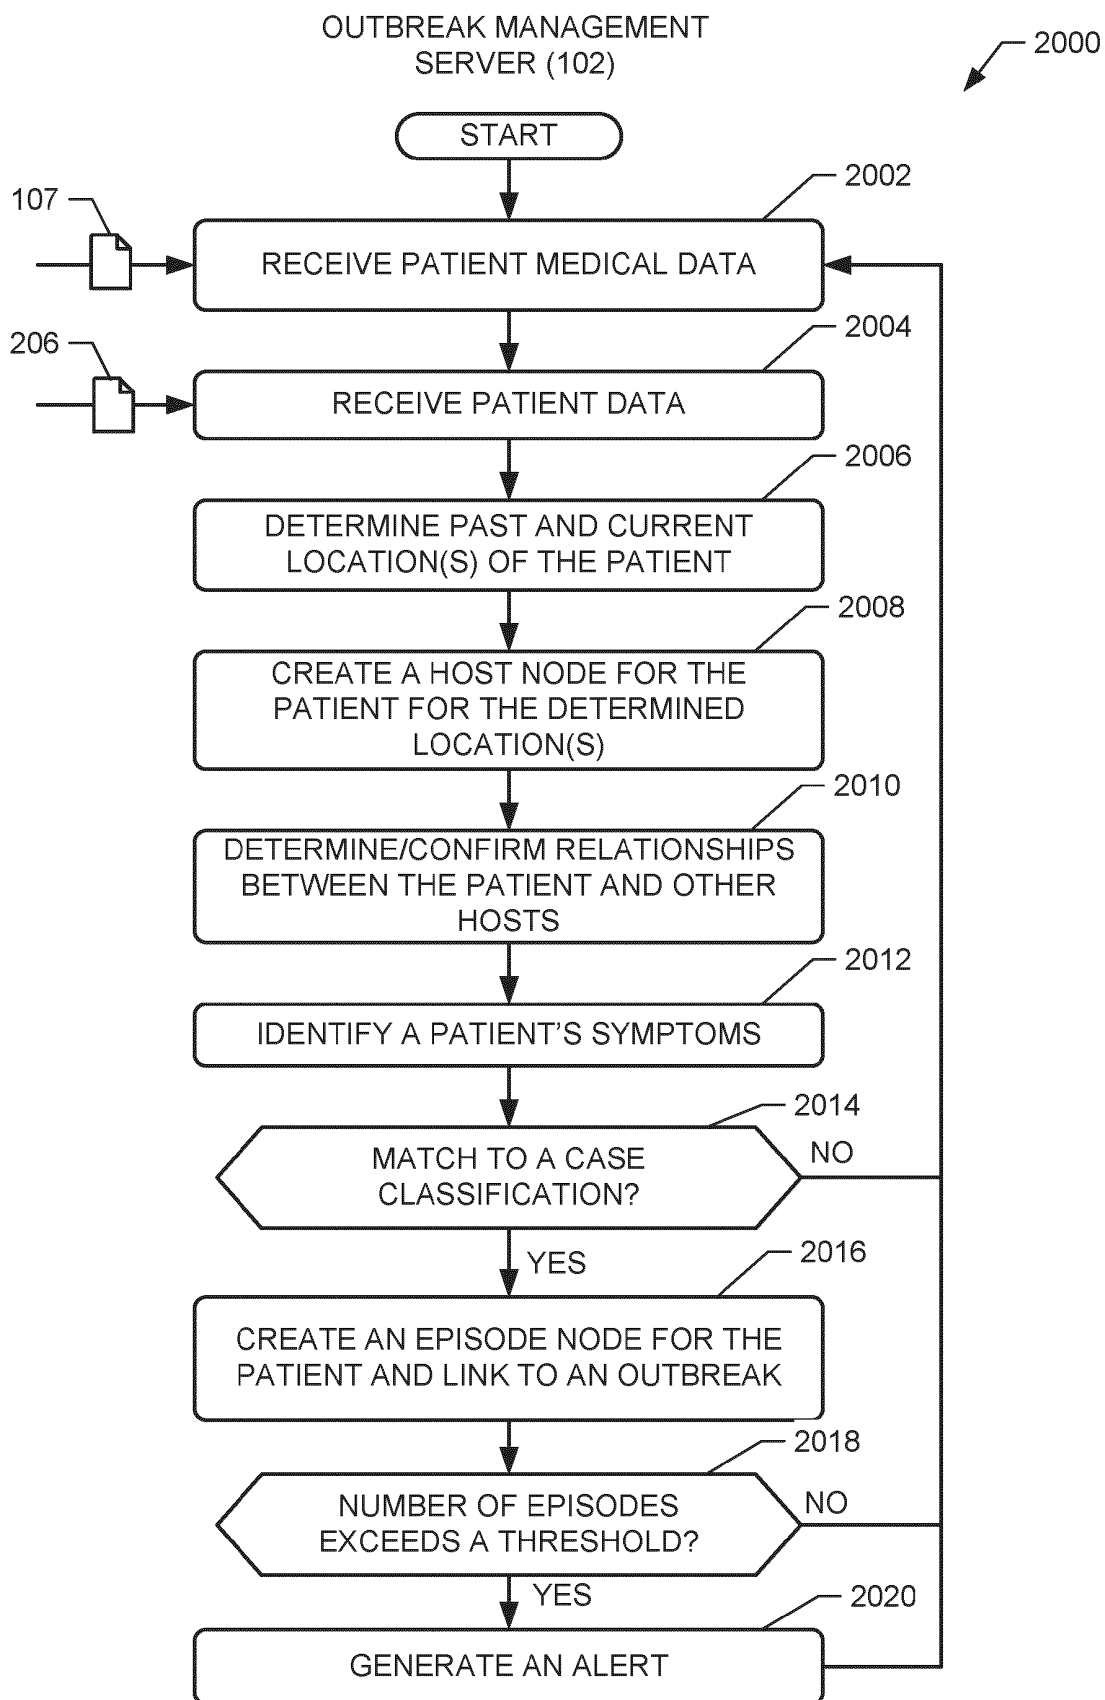 OUTBREAK MANAGEMENT
SERVER (102)
2000
START
2002
107
RECEIVE PATIENT MEDICAL DATA
2004
206
RECEIVE PATIENT DATA
2006
DETERMINE PAST AND CURRENT
LOCATION(S) OF THE PATIENT
2008
CREATE A HOST NODE FOR THE
PATIENT FOR THE DETERMINED
LOCATION(S)
2010
DETERMINE/CONFIRM RELATIONSHIPS
BETWEEN THE PATIENT AND OTHER
HOSTS
2012
IDENTIFY A PATIENT'S SYMPTOMS
2014
MATCH TO A CASE
CLASSIFICATION?
NO
YES
2016
CREATE AN EPISODE NODE FOR THE
PATIENT AND LINK TO AN OUTBREAK
2018
NUMBER OF EPISODES
EXCEEDS A THRESHOLD?
NO
YES
2020
GENERATE AN ALERT